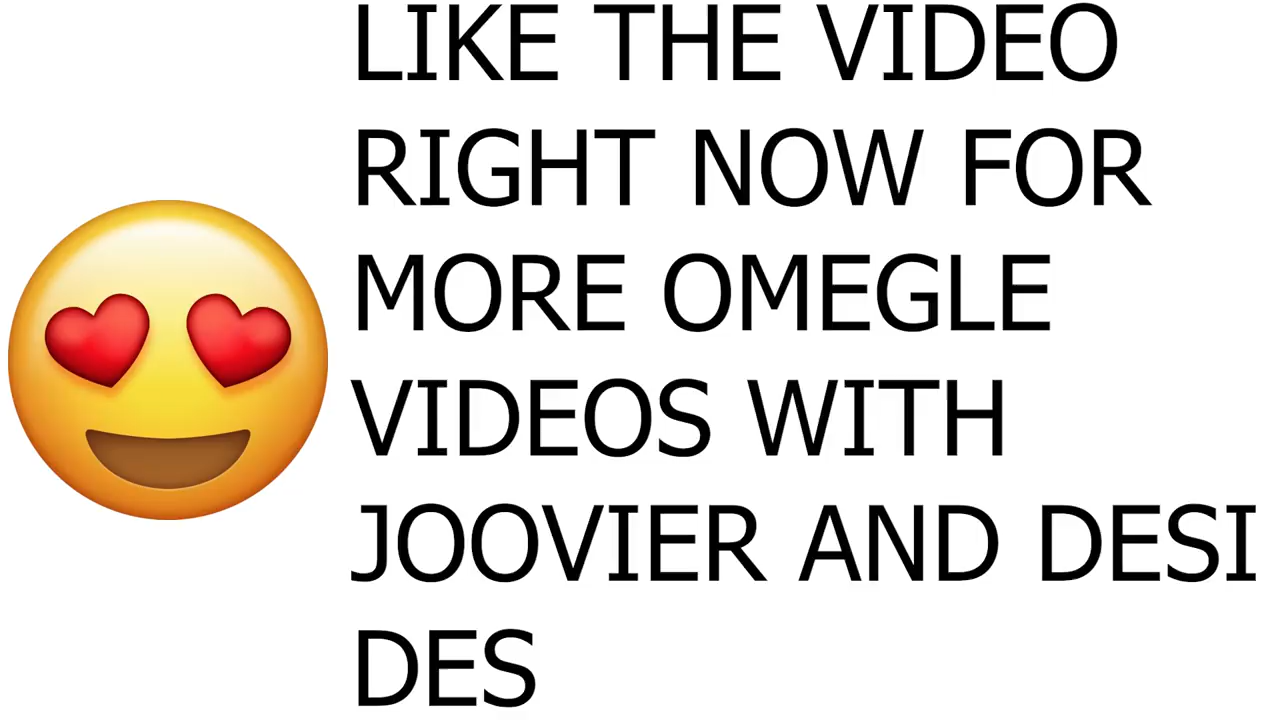 LIKE THE VIDEO
RIGHT NOW FOR
MORE OMEGLE
VIDEOS WITH
JOOVIER AND DESI
DES